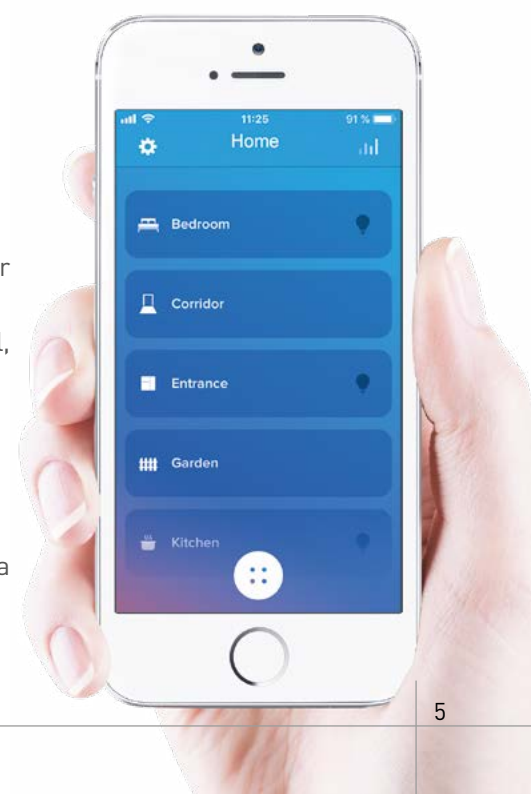 11:25
91 %
Home
Bedroom
r
Corridor
l,
Entrance
Garden
Kitchen
a
5